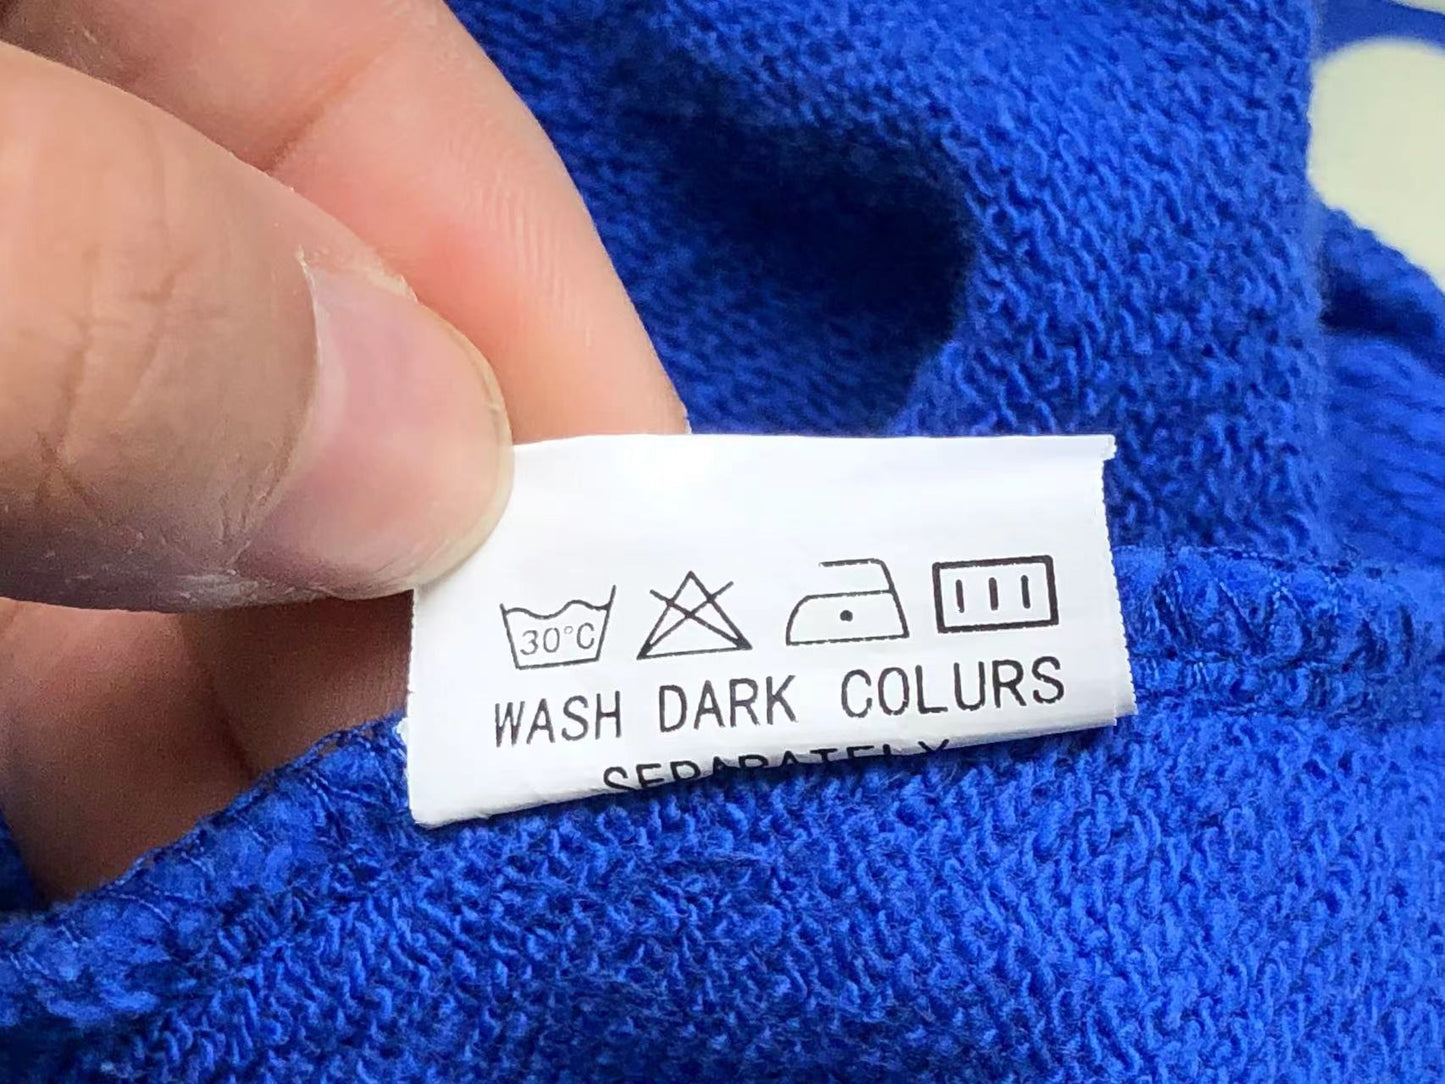 30°C
WASH DARK COLURS
SEPARATELY